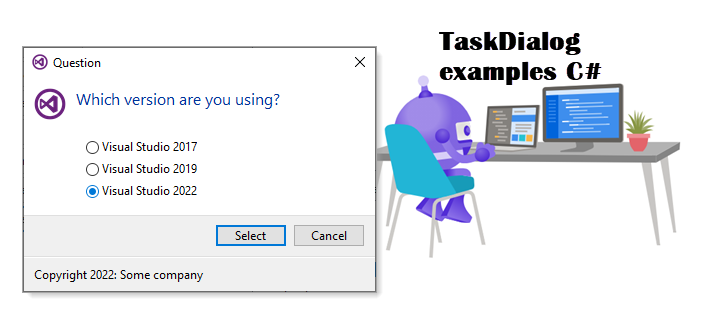 TaskDialog
examples C#
Question
Which version are you using?
Visual Studio 2017
Visual Studio 2019
Visual Studio 2022
Select
Cancel
Copyright 2022: Some company